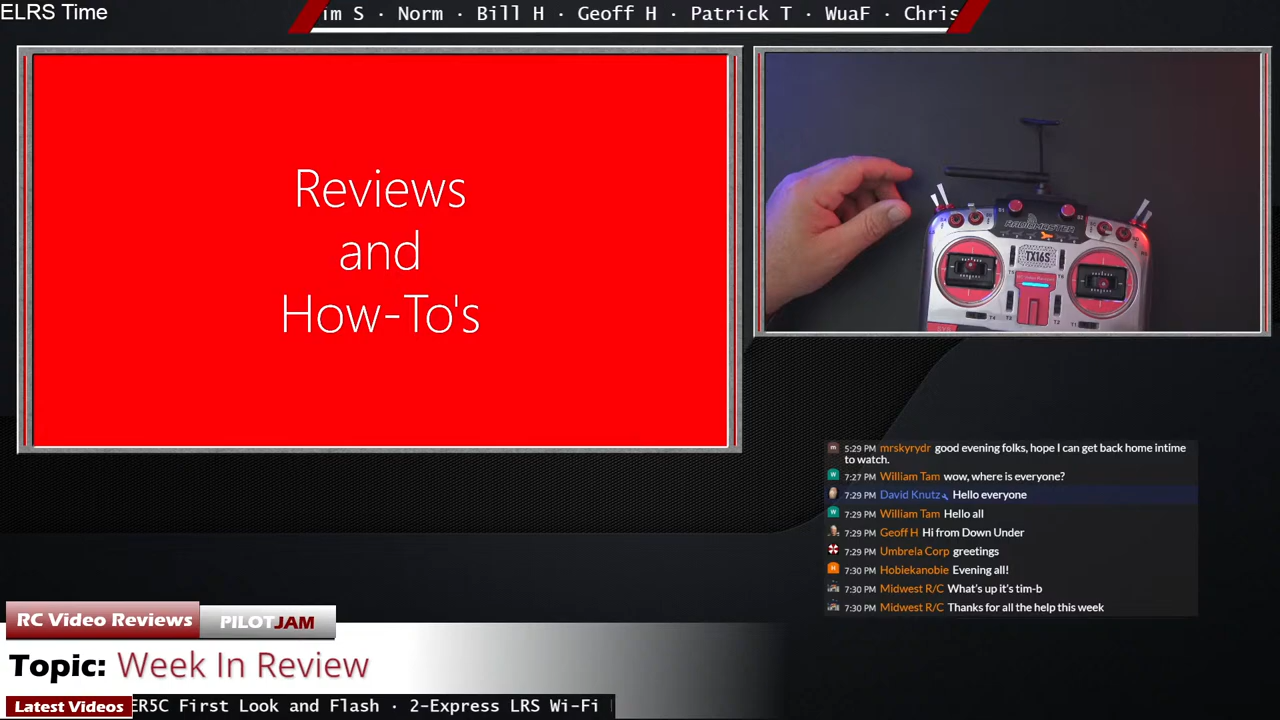 ELRS Time
im S · Norm · Bill H · Geoff H · Patrick T · WuaF · Chris
Reviews
and
How-To's
RADIOMASTER
TX16S
m 5:29 PM mrskyrydr good evening folks, hope I can get back home intime
to watch.
W 7:27 PM William Tam wow, where is everyone?
7:29 PM David Knutz Hello everyone
W 7:29 PM William Tam Hello all
7:29 PM Geoff H Hi from Down Under
7:29 PM Umbrela Corp greetings
H 7:30 PM Hobiekanobie Evening all!
7:30 PM Midwest R/C What's up it's tim-b
7:30 PM Midwest R/C Thanks for all the help this week
RC Video Reviews PILOTJAM
Topic: Week In Review
Latest Videos ER5C First Look and Flash · 2-Express LRS Wi-Fi